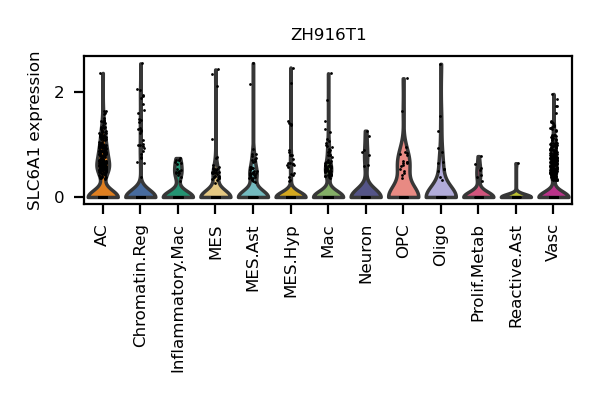 ZH916T1
SLC6A1 expression
2
0
AC
Chromatin.Reg
Inflammatory.Mac
MES
MES.Ast
MES.Hyp
Mac
Neuron
OPC
Oligo
Prolif.Metab
Reactive.Ast
Vasc